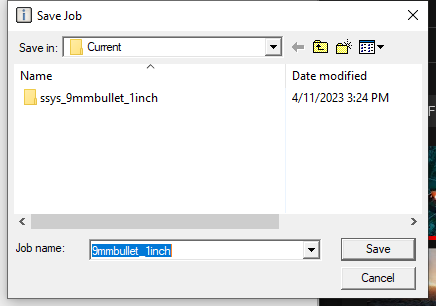 Save Job
Save in: Current
Name Date modified
ssys_9mmbullet_1inch 4/11/2023 3:24 PM
F
Job name: 9mmbullet_1inch Save
Cancel